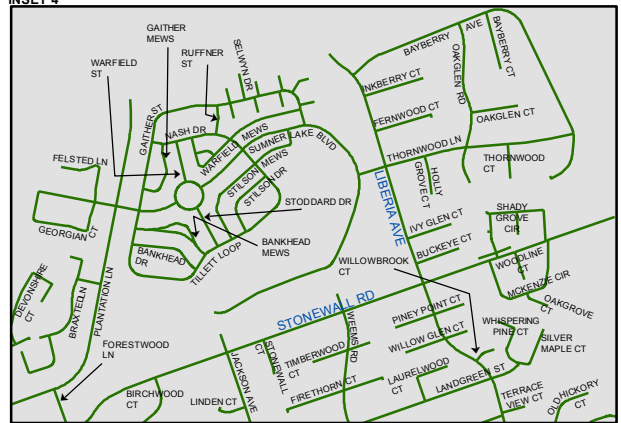 INSET 4
GAITHER
MEWS
WARFIELD
ST
RUFFNER
ST
SELWYN DR
GAITHER ST
NASH DR
WARFIELD MEWS
SUMNER LAKE BLVD
STILSON MEWS
STILSON DR
FELSTED LN
GEORGIAN CT
STODDARD DR
BANKHEAD
MEWS
BANKHEAD
DR
TILLETT LOOP
DEVONSHIRE
CT
BRAXTED LN
PLANTATION LN
FORESTWOOD
LN
BIRCHWOOD
CT
LINDEN CT
JACKSON AVE
STONEWALL
CT
STONEWALL RD
TIMBERWOOD
CT
FIRETHORN CT
WEEMS RD
BAYBERRY AVE
BAYBERRY
CT
OAKGLEN RD
INKBERRY CT
FERNWOOD CT
OAKGLEN CT
THORNWOOD LN
THORNWOOD
CT
HOLLY
GROVE CT
LIBERIA AVE
IVY GLEN CT
BUCKEYE CT
SHADY
GROVE
CIR
WILLOWBROOK
CT
WOODLINE
CT
MCKENZIE CIR
OAKGROVE
CT
PINEY POINT CT
WILLOW GLEN CT
WHISPERING
PINE CT
SILVER
MAPLE CT
LAURELWOOD
CT
LANDGREEN ST
TERRACE
VIEW CT
OLD HICKORY
CT